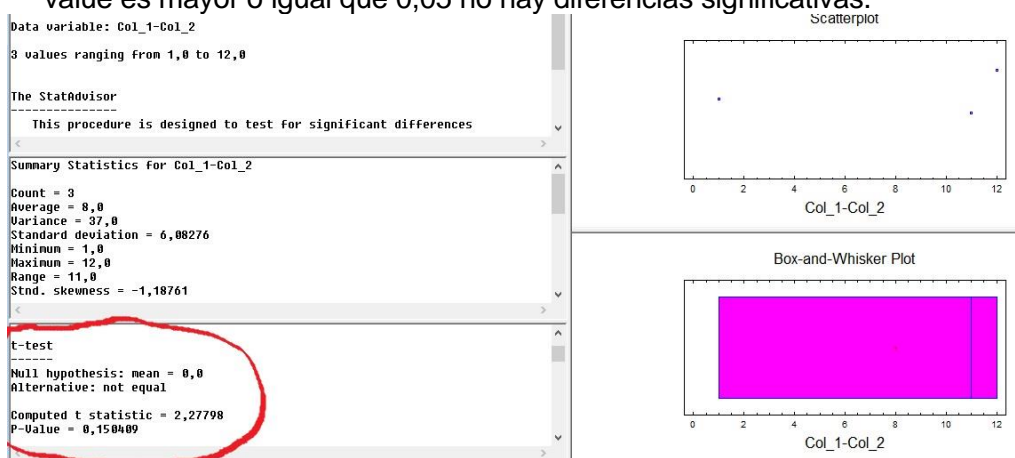 value es mayor o igual que 0,05 no hay diferencias significativas.
Data variable: Col_1-Col_2
3 values ranging from 1,0 to 12,0
The StatAdvisor
---------------
This procedure is designed to test for significant differences
Summary Statistics for Col_1-Col_2
Count = 3
Average = 8,0
Variance = 37,0
Standard deviation = 6,08276
Minimum = 1,0
Maximum = 12,0
Range = 11,0
Stnd. skewness = -1,18761
t-test
------
Null hypothesis: mean = 0,0
Alternative: not equal
Computed t statistic = 2,27798
P-Value = 0,150409
Scatterplot
0 2 4 6 8 10 12
Col_1-Col_2
Box-and-Whisker Plot
0 2 4 6 8 10 12
Col_1-Col_2